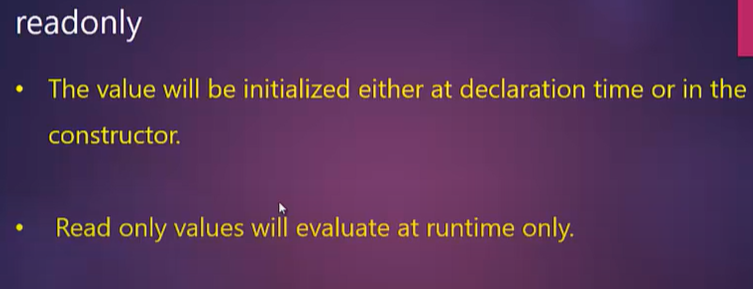 readonly
• The value will be initialized either at declaration time or in the
constructor.
• Read only values will evaluate at runtime only.